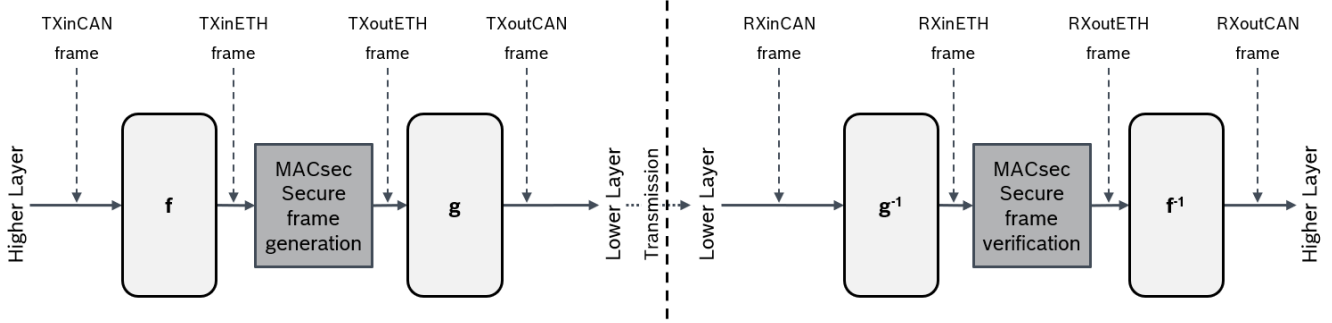 TXinCAN
frame
TXinETH
frame
TXoutETH
frame
TXoutCAN
frame
RXinCAN
frame
RXinETH
frame
RXoutETH
frame
RXoutCAN
frame
Higher Layer
f
MACsec
Secure
frame
generation
g
Lower Layer
Transmission
Lower Layer
g-1
MACsec
Secure
frame
verification
f-1
Higher Layer